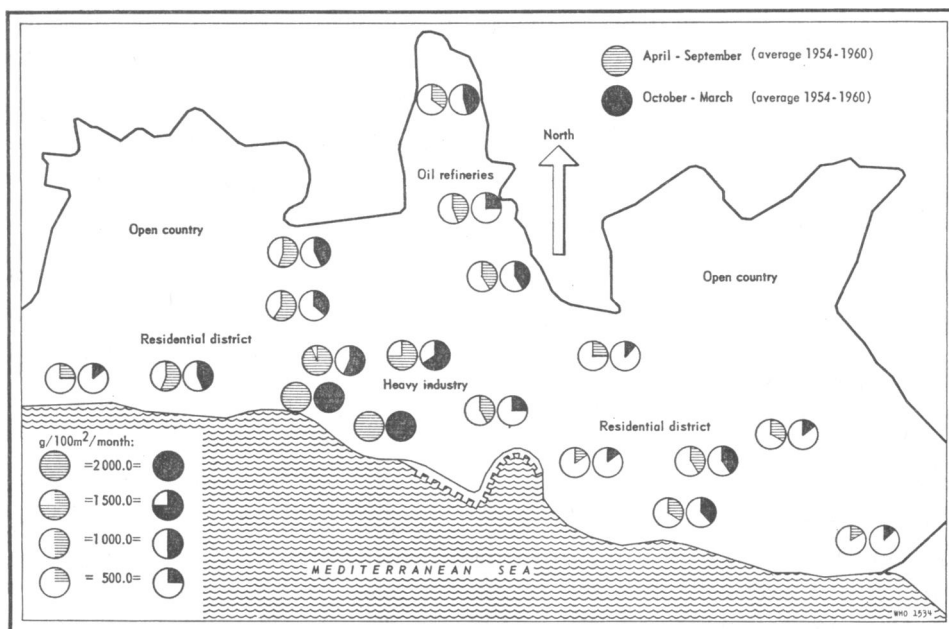 April - September (average 1954-1960)
October - March (average 1954-1960)
North
Oil refineries
Open country
Open country
Residential district
Heavy industry
Residential district
g/100m²/month:
=2000.0=
=1500.0=
=1000.0=
= 500.0=
MEDITERRANEAN SEA
WHO 1534